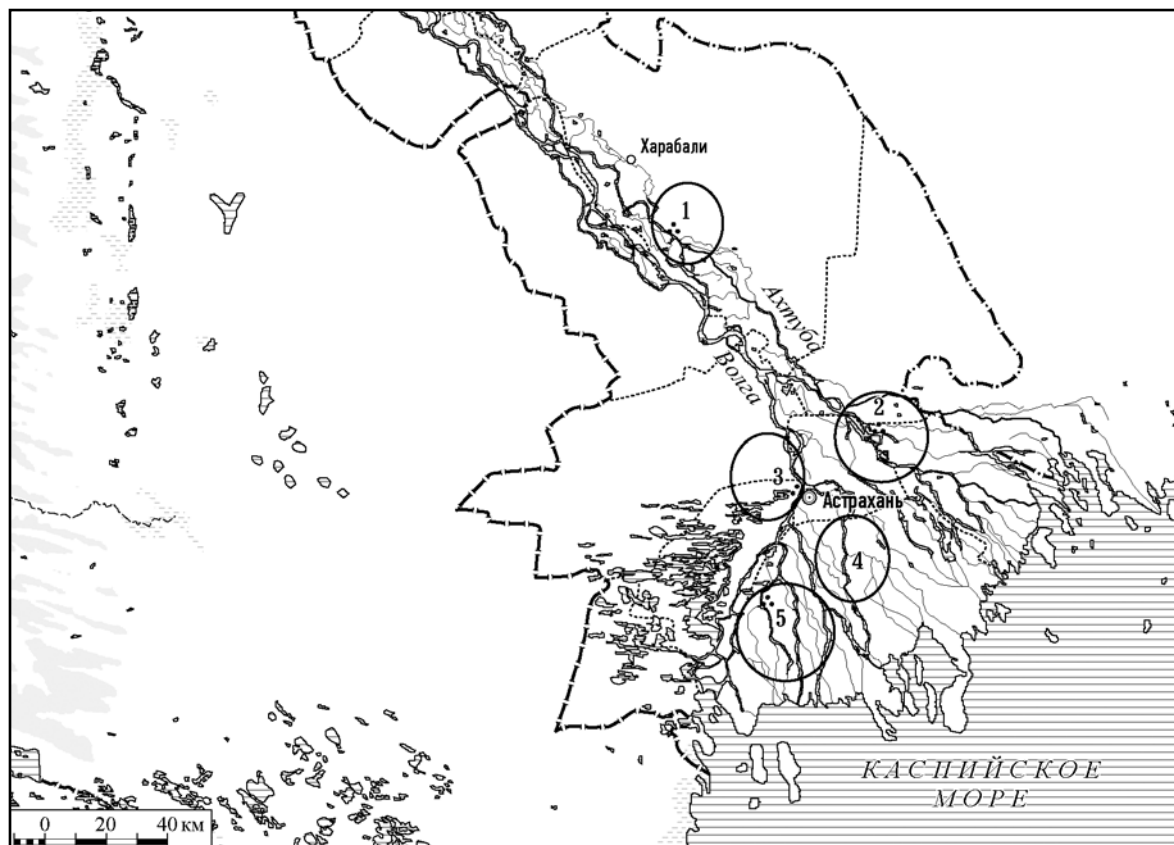 Харабали
1
Ахтуба
Волга
2
3
Астрахань
4
5
КАСПИЙСКОЕ
МОРЕ
0 20 40 км